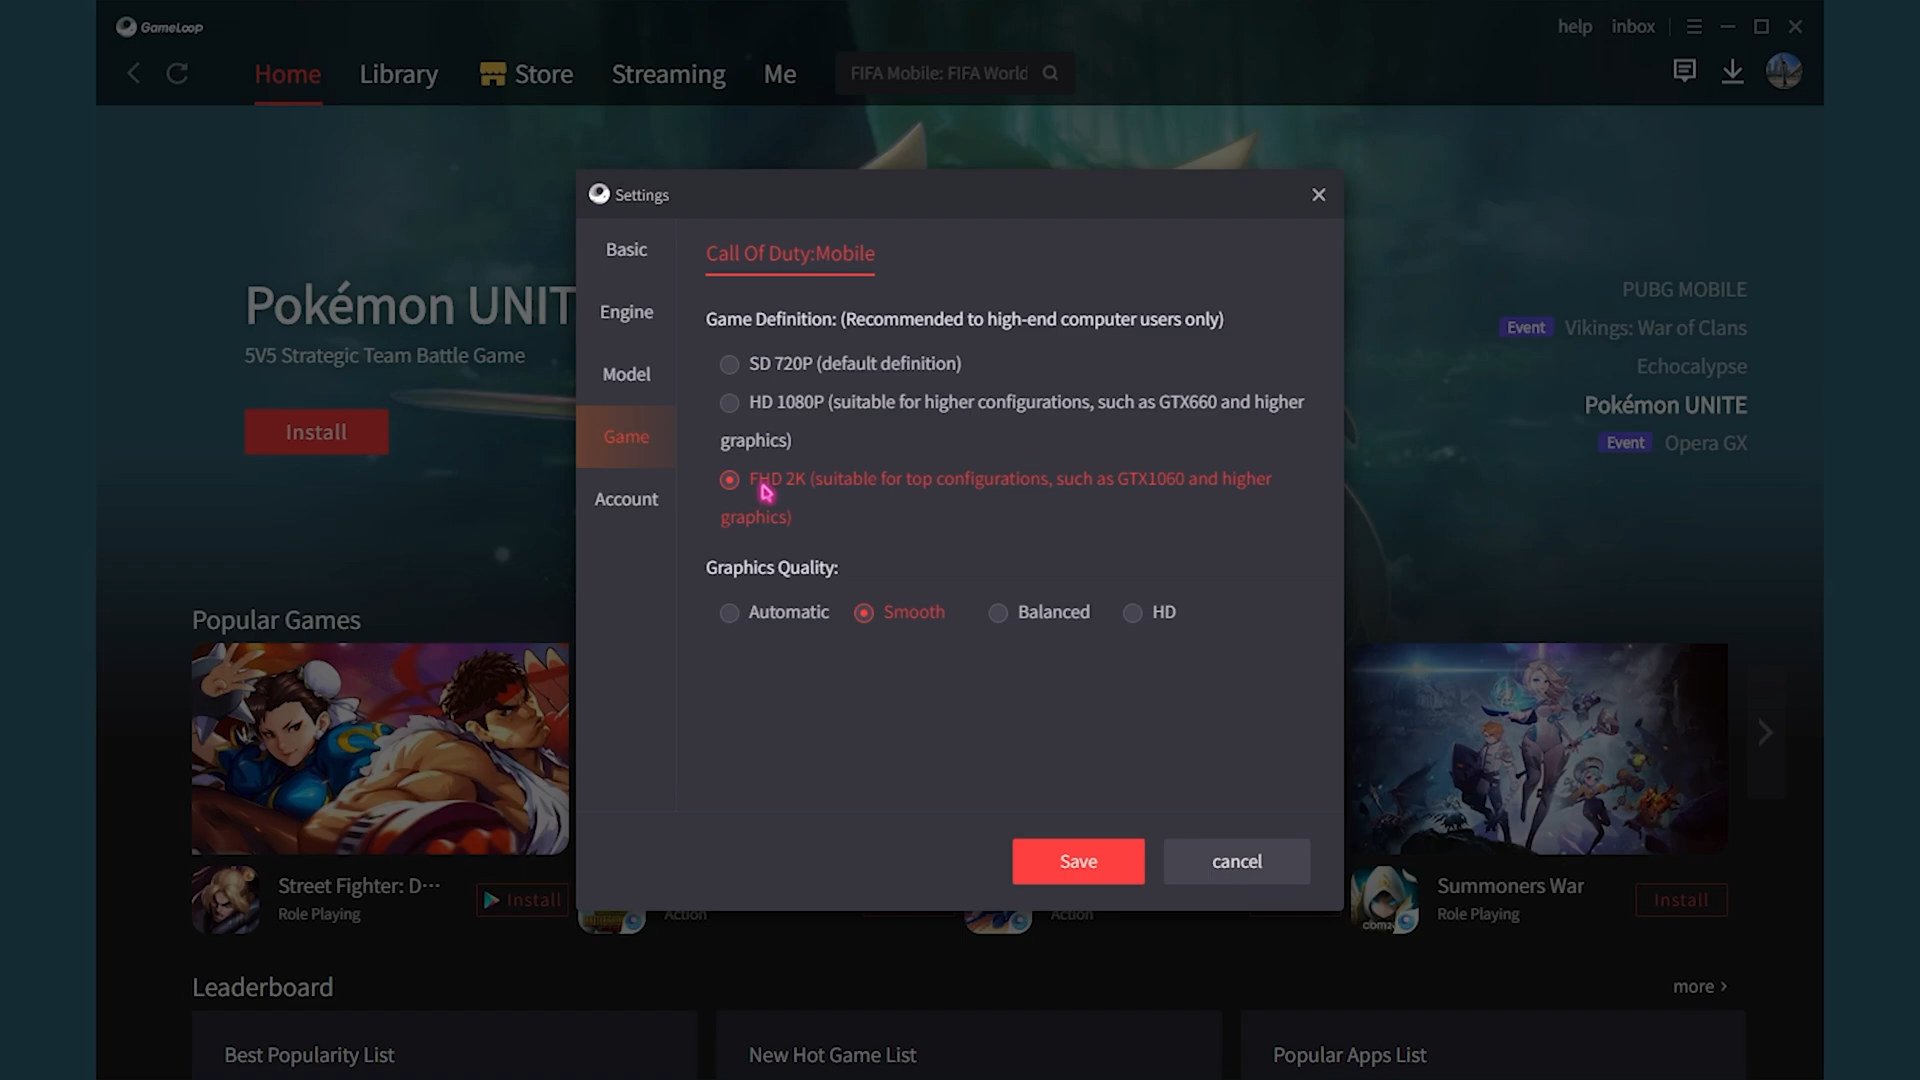 GameLoop
help inbox
Home Library Store Streaming Me FIFA Mobile: FIFA World
Settings
Basic
Engine
Model
Game
Account
Call Of Duty:Mobile
Game Definition: (Recommended to high-end computer users only)
SD 720P (default definition)
HD 1080P (suitable for higher configurations, such as GTX660 and higher
graphics)
FHD 2K (suitable for top configurations, such as GTX1060 and higher
graphics)
Graphics Quality:
Automatic Smooth Balanced HD
Save cancel
Pokémon UNIT
5V5 Strategic Team Battle Game
Install
PUBG MOBILE
Event Vikings: War of Clans
Echocalypse
Pokémon UNITE
Event Opera GX
Popular Games
Street Fighter: D···
Role Playing
Install
Action
Action
Summoners War
Role Playing
Install
Leaderboard
more >
Best Popularity List
New Hot Game List
Popular Apps List